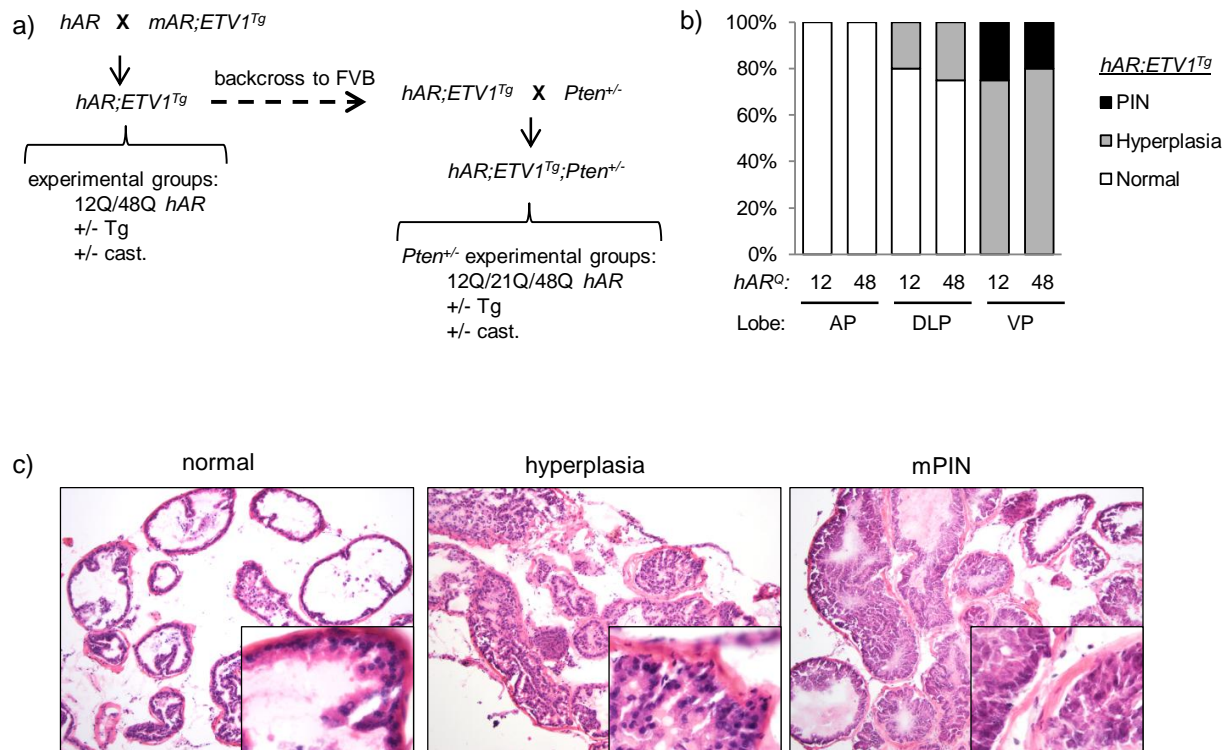 a)
hAR X mAR;ETV1Tg
hAR;ETV1Tg
backcross to FVB
experimental groups:
12Q/48Q hAR
+/- Tg
+/- cast.
hAR;ETV1Tg X Pten+/-
hAR;ETV1Tg;Pten+/-
Pten+/- experimental groups:
12Q/21Q/48Q hAR
+/- Tg
+/- cast.
b)
100%
80%
60%
40%
20%
0%
hARQ: 12 48 12 48 12 48
Lobe: AP DLP VP
hAR;ETV1Tg
PIN
Hyperplasia
Normal
c)
normal
hyperplasia
mPIN